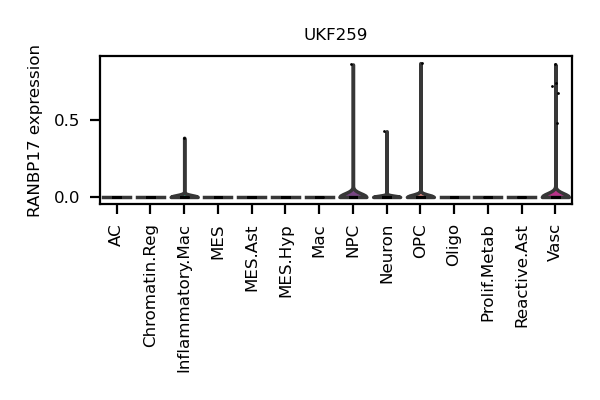 UKF259
RANBP17 expression
0.5
0.0
AC
Chromatin.Reg
Inflammatory.Mac
MES
MES.Ast
MES.Hyp
Mac
NPC
Neuron
OPC
Oligo
Prolif.Metab
Reactive.Ast
Vasc